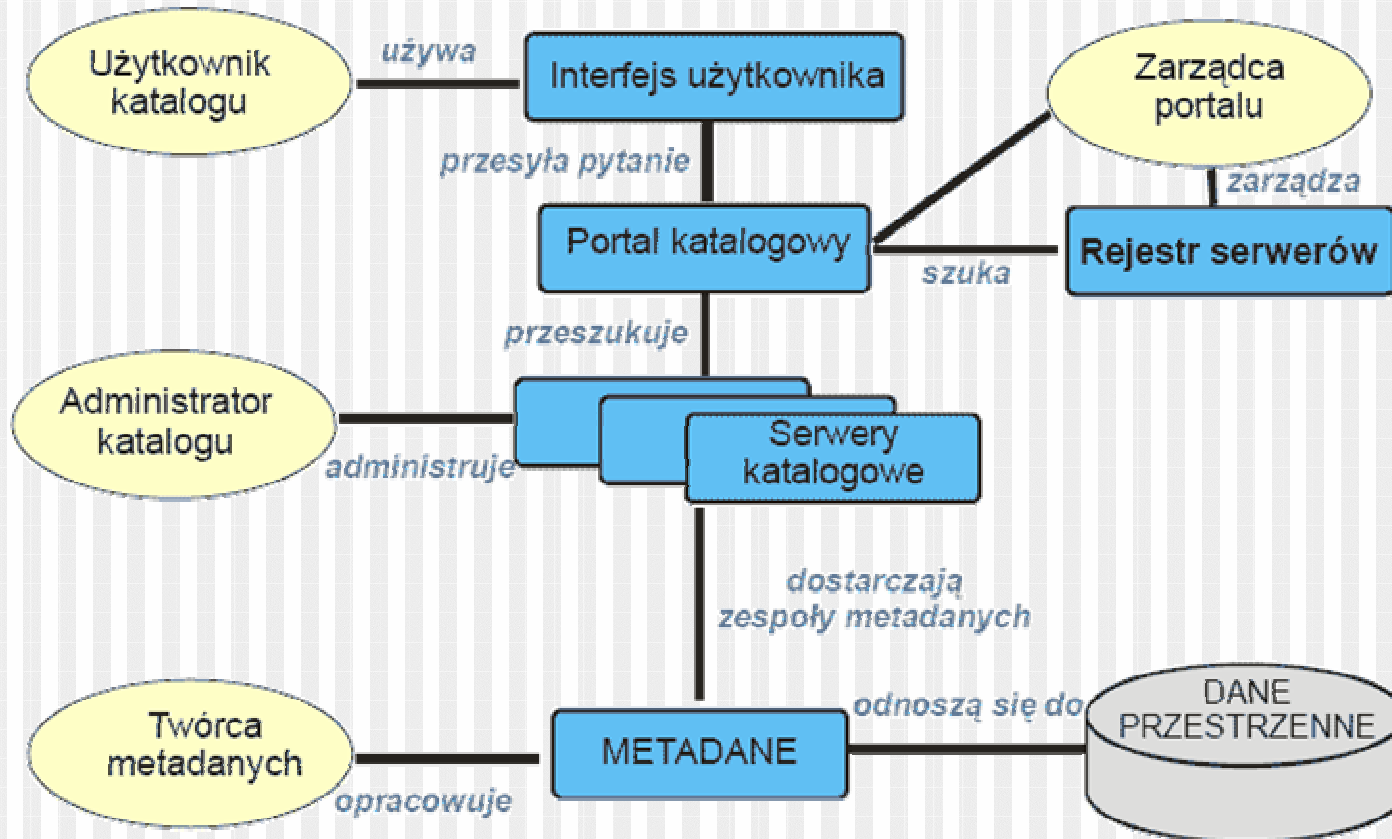 Użytkownik
katalogu
używa
Interfejs użytkownika
Zarządca
portalu
przesyła pytanie
zarządza
Portal katalogowy
szuka
Rejestr serwerów
przeszukuje
Administrator
katalogu
administruje
Serwery
katalogowe
dostarczają
zespoły metadanych
Twórca
metadanych
opracowuje
METADANE
odnoszą się do
DANE
PRZESTRZENNE